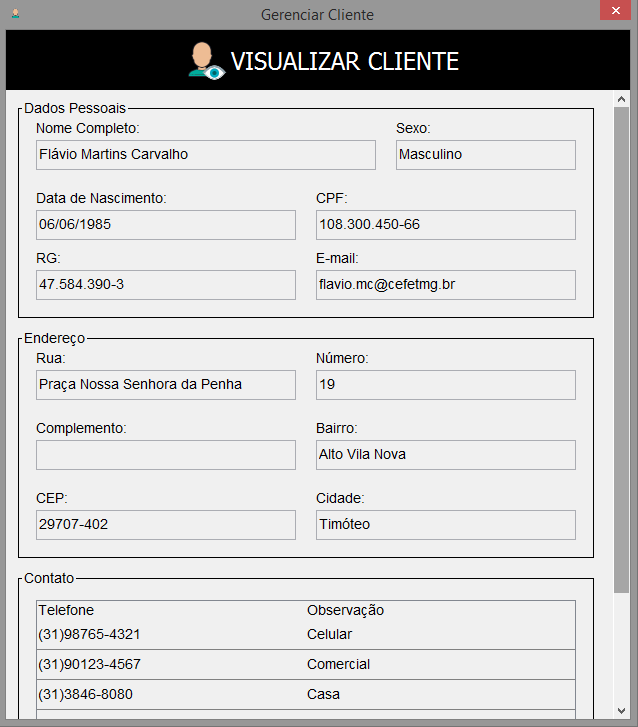 Gerenciar Cliente
VISUALIZAR CLIENTE
Dados Pessoais
Nome Completo: Sexo:
Flávio Martins Carvalho Masculino
Data de Nascimento: CPF:
06/06/1985 108.300.450-66
RG: E-mail:
47.584.390-3 flavio.mc@cefetmg.br
Endereço
Rua: Número:
Praça Nossa Senhora da Penha 19
Complemento: Bairro:
Alto Vila Nova
CEP: Cidade:
29707-402 Timóteo
Contato
Telefone Observação
(31)98765-4321 Celular
(31)90123-4567 Comercial
(31)3846-8080 Casa